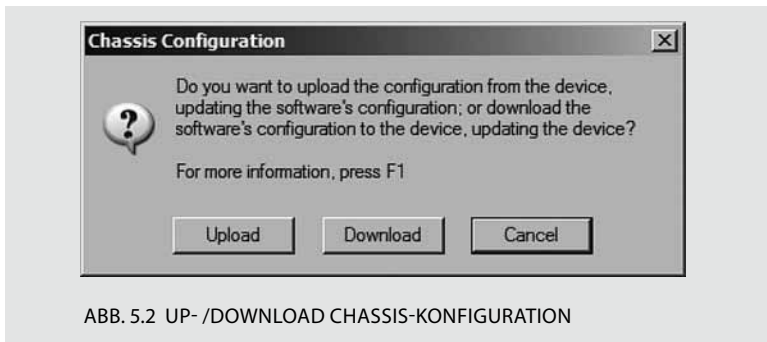 Chassis Configuration
Do you want to upload the configuration from the device,
updating the software's configuration; or download the
software's configuration to the device, updating the device?
For more information, press F1
Upload Download Cancel
ABB. 5.2 UP- /DOWNLOAD CHASSIS-KONFIGURATION